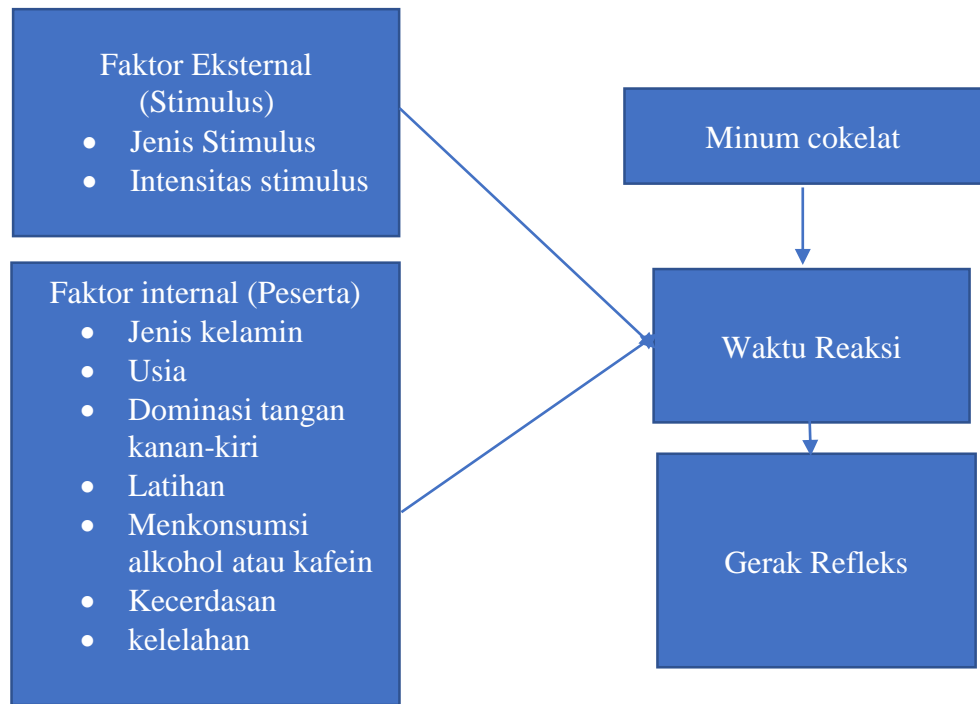 Faktor Eksternal
(Stimulus)
• Jenis Stimulus
• Intensitas stimulus
Minum cokelat
Faktor internal (Peserta)
• Jenis kelamin
• Usia
• Dominasi tangan
kanan-kiri
• Latihan
• Menkonsumsi
alkohol atau kafein
• Kecerdasan
• kelelahan
Waktu Reaksi
Gerak Refleks